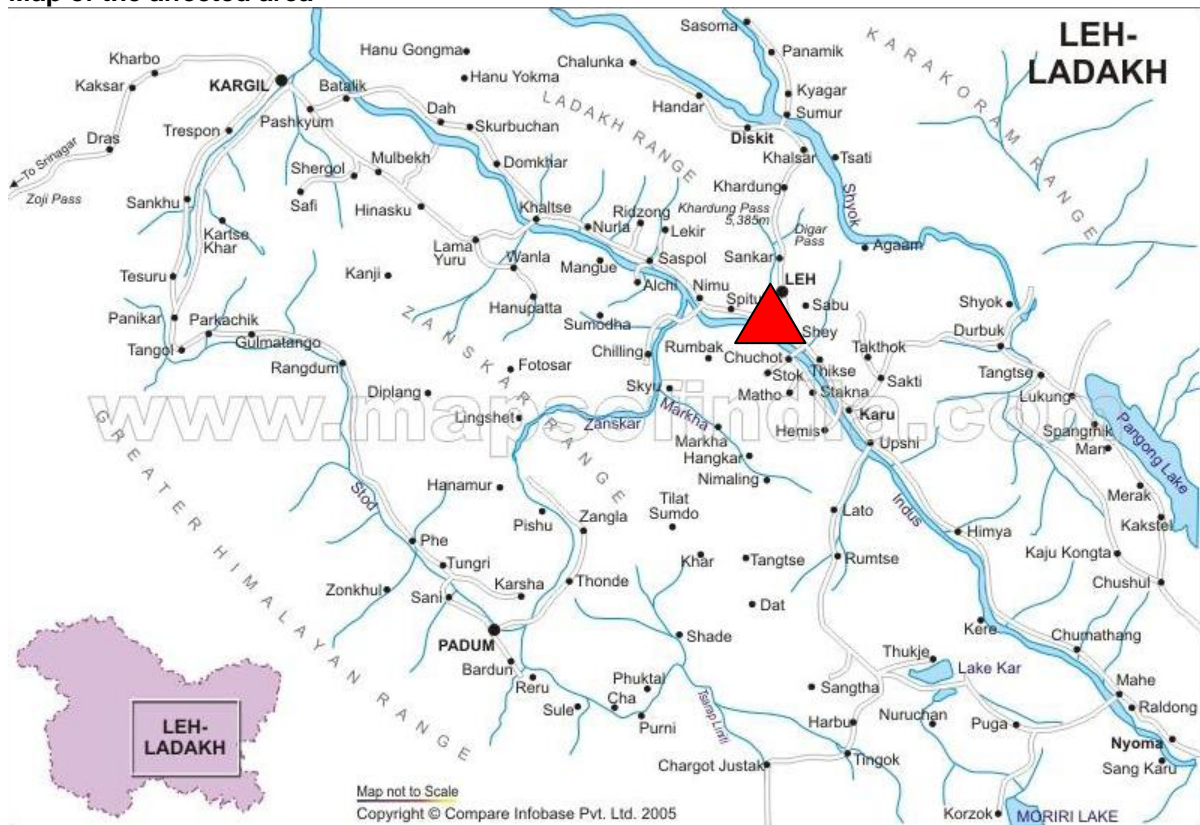 Map of the affected area
LEH-
LADAKH
KARAKORAM RANGE
LADAKH RANGE
ZANSKAR RANGE
GREATER HIMALAYAN RANGE
Kharbo
Kaksar
KARGIL
Hanu Gongma
Hanu Yokma
Batalik
Dah
Skurbuchan
Pashkyum
Trespon
Dras
To Srinagar
Zoji Pass
Mulbekh
Shergol
Domkhar
Safi
Hinasku
Sankhu
Kartse
Khar
Khaltse
Nurla
Ridzong
Lekir
Lama
Yuru
Wanla
Mangue
Saspol
Kanji
Hanupatta
Alchi
Nimu
Sumodha
Chilling
Tesuru
Panikar
Parkachik
Tangol
Gulmatango
Rangdum
Fotosar
Diplang
Lingshet
Skyu
Zanskar
Markha
Markha
Hangkar
Nimaling
Sasoma
Panamik
Chalunka
Kyagar
Handar
Sumur
Diskit
Khalsar
Tsati
Khardung
Khardung Pass
5,385m
Digar
Pass
Shyok
Agaam
Sankar
LEH
Spitu
Sabu
Shey
Rumbak
Chuchot
Takthok
Stok
Thikse
Sakti
Matho
Stakna
Karu
Hemis
Upshi
Shyok
Durbuk
Tangtse
Lukung
Spangmik
Man
Pangong Lake
Merak
Kakstel
www.mapsofindia.com
Indus
Lato
Himya
Rumtse
Kaju Kongta
Chushul
Stod
Hanamur
Pishu
Zangla
Tilat
Sumdo
Khar
Tangtse
Phe
Tungri
Zonkhul
Sani
Karsha
Thonde
Dat
PADUM
Bardun
Reru
Sule
Cha
Phuktal
Purni
Shade
Tsarap Lingti
Chargot Justak
Kere
Chumathang
Thukje
Lake Kar
Sangtha
Mahe
Raldong
Harbu
Nuruchan
Puga
Nyoma
Sang Karu
Tingok
Korzok
MORIRI LAKE
LEH-
LADAKH
Map not to Scale
Copyright © Compare Infobase Pvt. Ltd. 2005